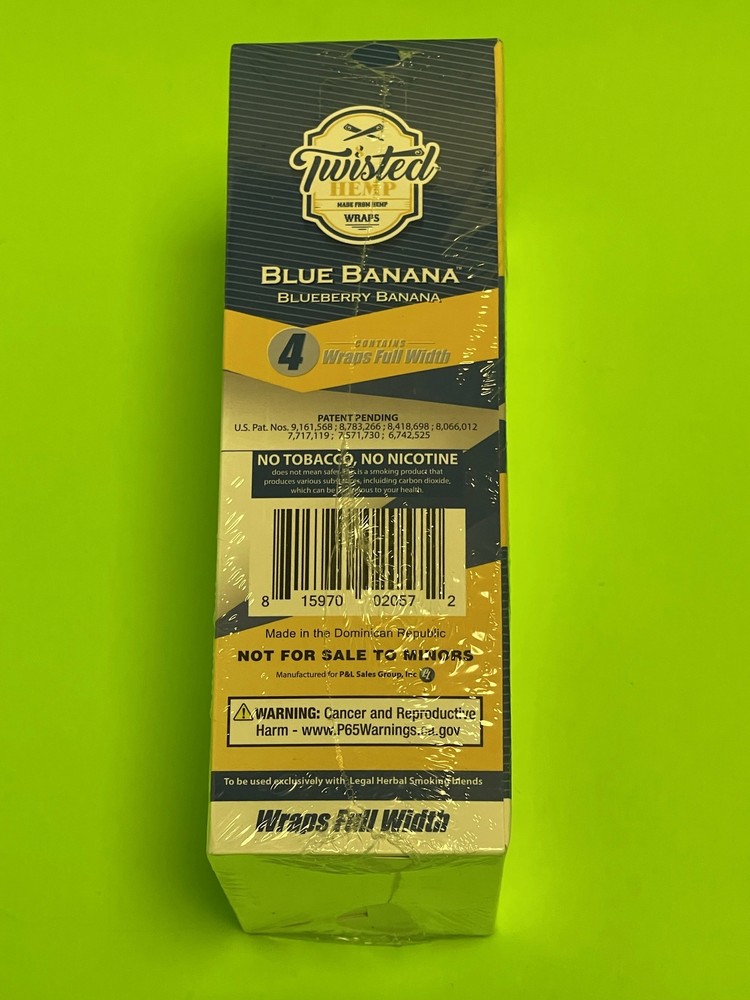 Twisted
HEMP
MADE FROM HEMP
WRAPS
BLUE BANANA™
BLUEBERRY BANANA
4
CONTAINS
Wraps Full Width
PATENT PENDING
U.S. Pat. Nos. 9,161,568 ; 8,783,266 ; 8,418,698 ; 8,066,012
7,717,119 ; 7,571,730 ; 6,742,525
NO TOBACCO, NO NICOTINE
does not mean safer. This is a smoking product that
produces various substances, incluiding carbon dioxide,
which can be to your health.
8 15970 02057 2
Made in the Dominican Republic
NOT FOR SALE TO MINORS
Manufactured for P&L Sales Group, Inc
WARNING: Cancer and Reproductive
Harm - www.P65Warnings.ca.gov
To be used exclusively with Legal Herbal Smoking blends
Wraps Full Width